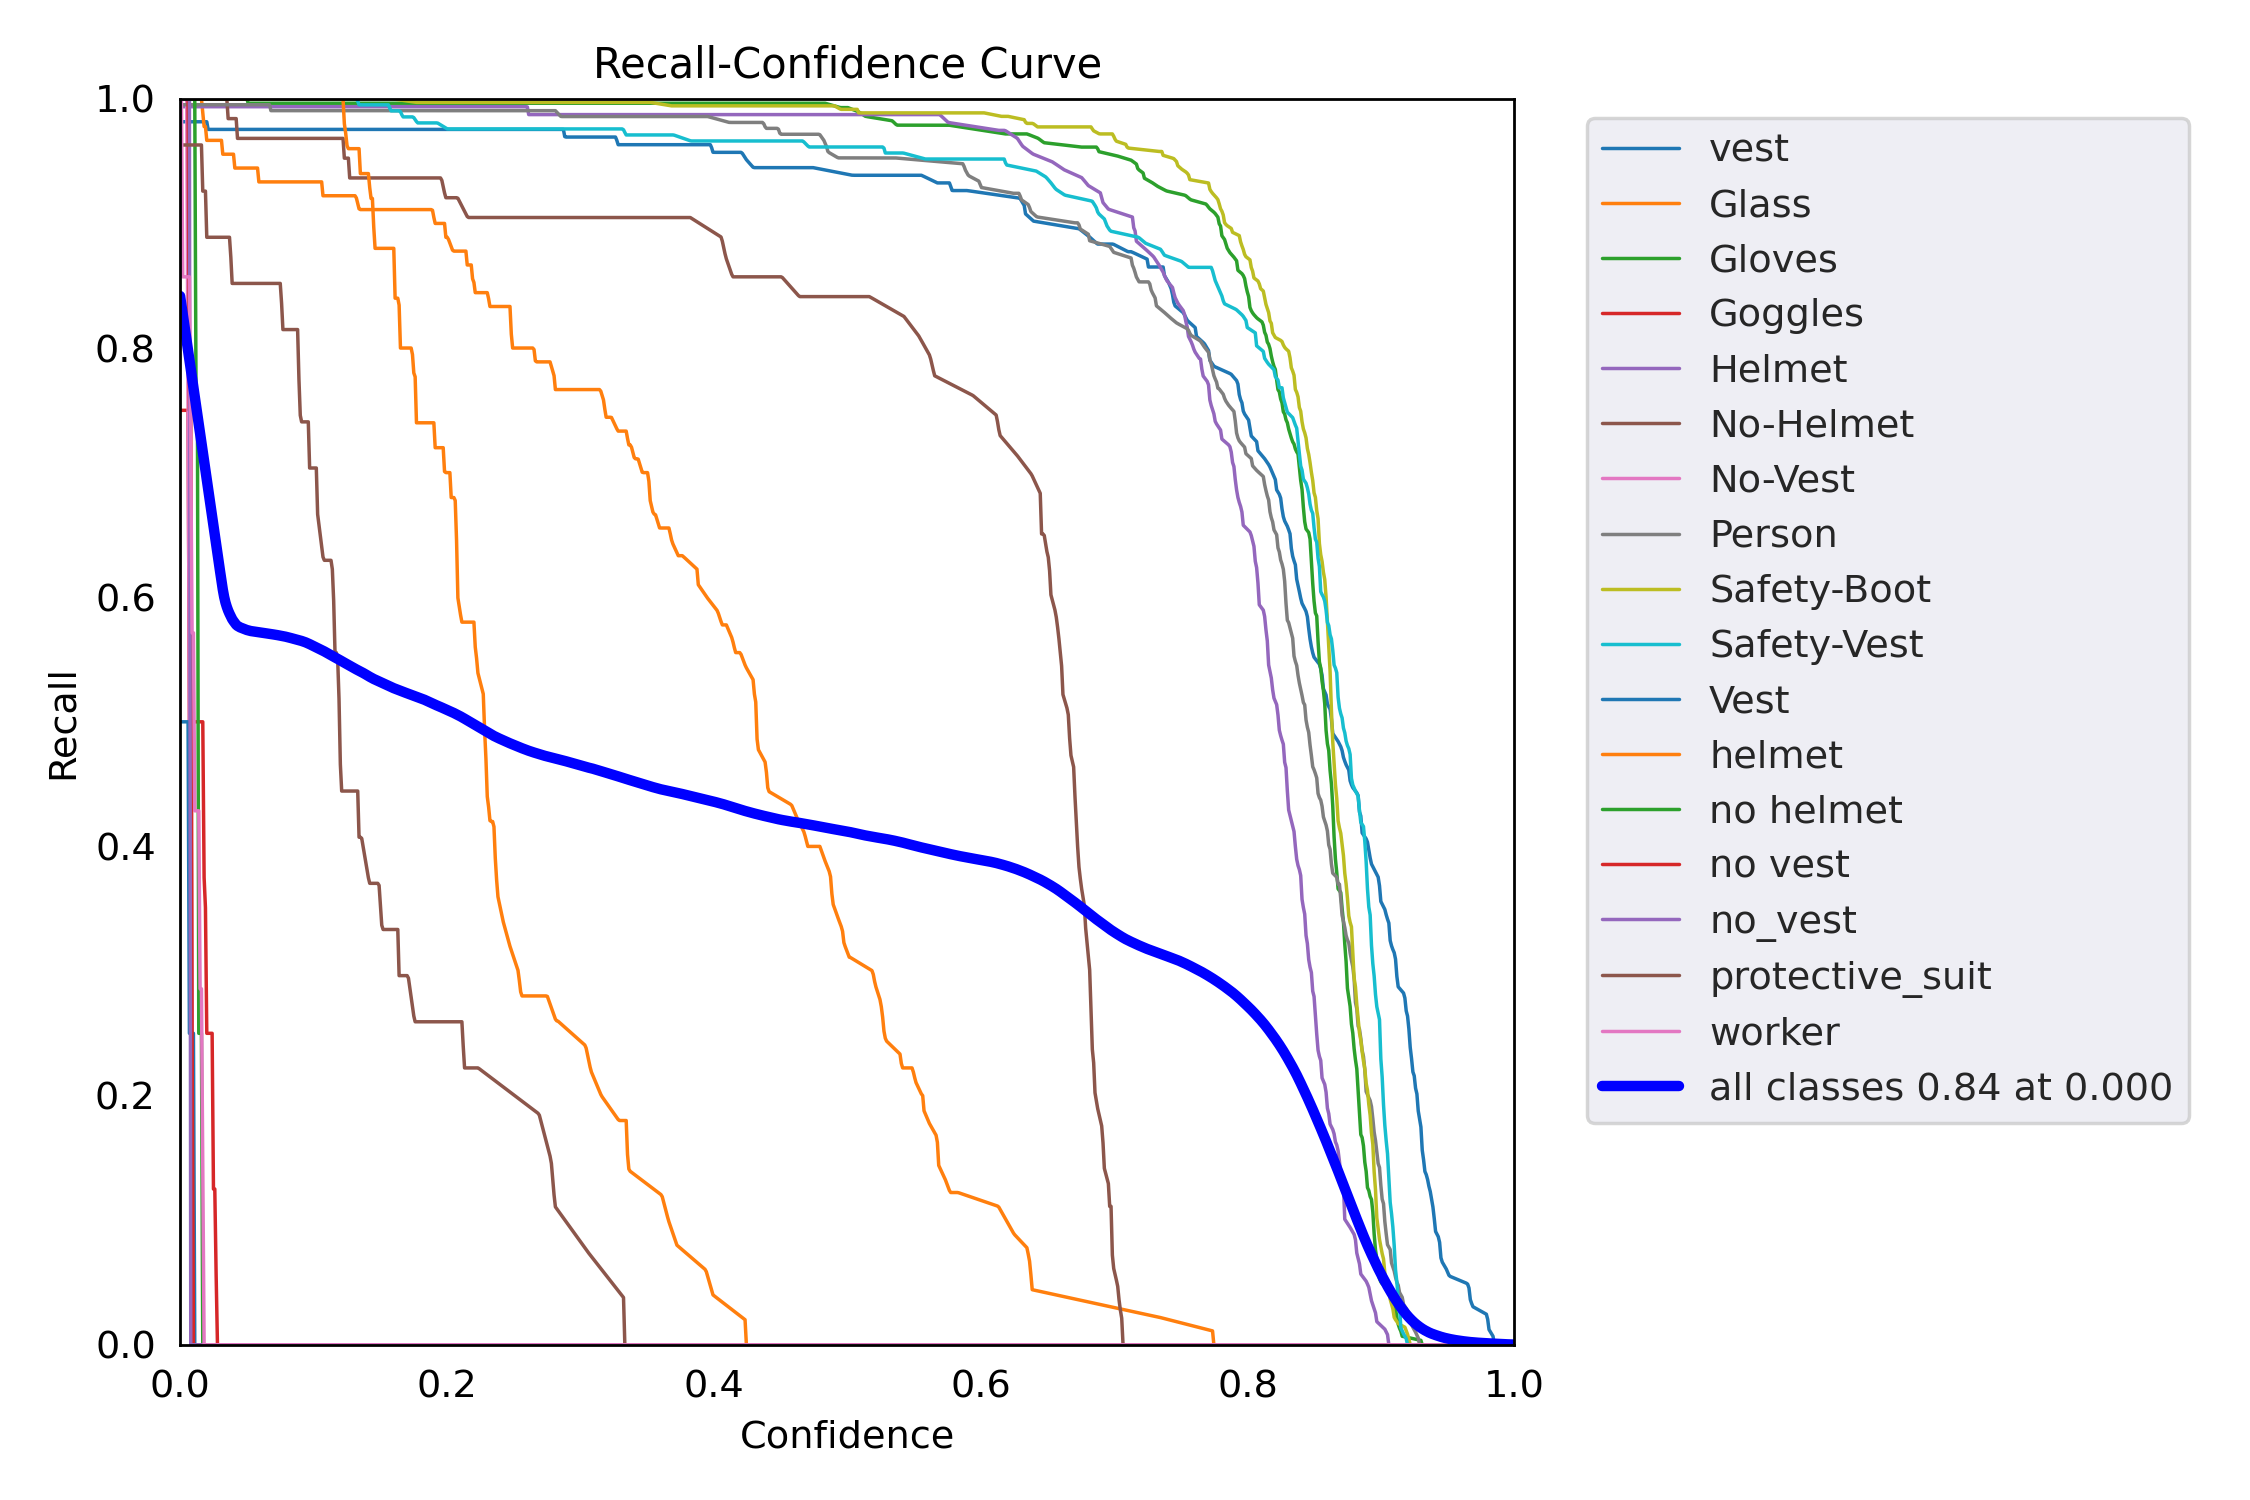 Recall-Confidence Curve
1.0
0.8
0.6
0.4
0.2
0.0
Recall
0.0 0.2 0.4 0.6 0.8 1.0
Confidence
vest
Glass
Gloves
Goggles
Helmet
No-Helmet
No-Vest
Person
Safety-Boot
Safety-Vest
Vest
helmet
no helmet
no vest
no_vest
protective_suit
worker
all classes 0.84 at 0.000